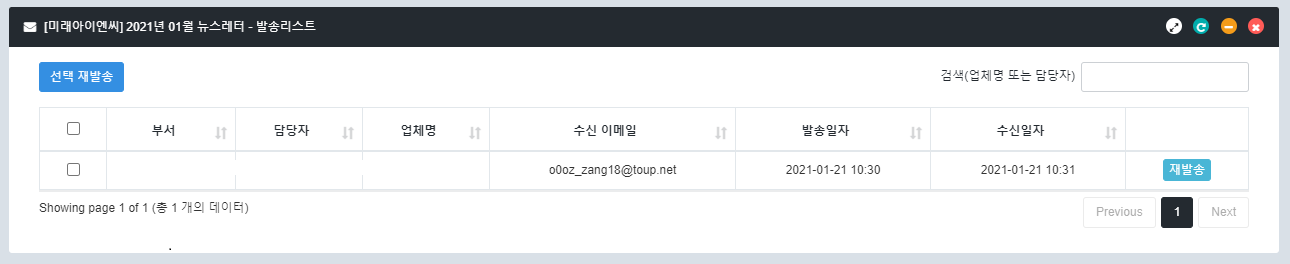 [미래아이엔씨] 2021년 01월 뉴스레터 - 발송리스트
선택 재발송
검색(업체명 또는 담당자)
부서 담당자 업체명 수신 이메일 발송일자 수신일자
o0oz_zang18@toup.net 2021-01-21 10:30 2021-01-21 10:31 재발송
Showing page 1 of 1 (총 1 개의 데이터)
Previous 1 Next